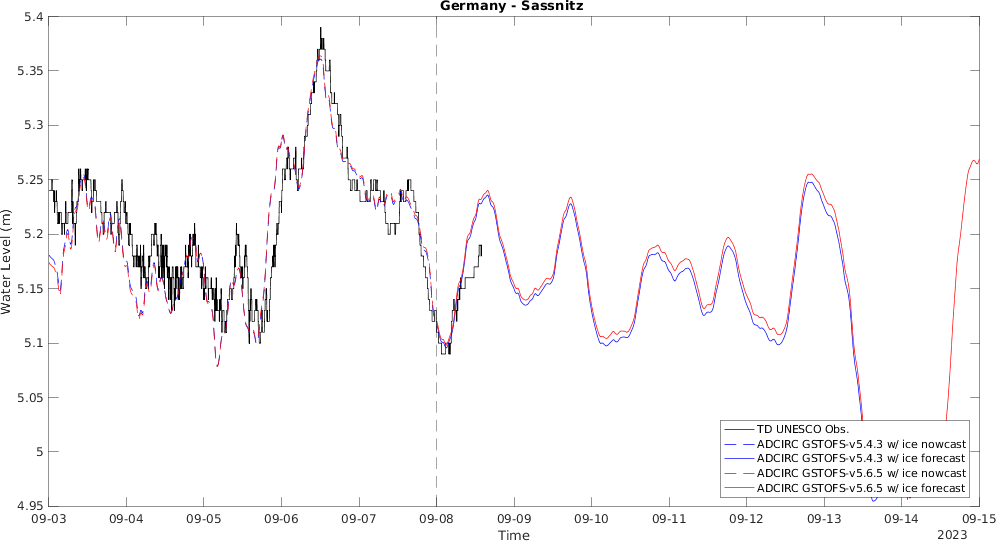 Germany - Sassnitz
5.4
5.35
5.3
5.25
5.2
5.15
5.1
5.05
5
4.95
Water Level (m)
09-03 09-04 09-05 09-06 09-07 09-08 09-09 09-10 09-11 09-12 09-13 09-14 09-15
Time
2023
TD UNESCO Obs.
ADCIRC GSTOFS-v5.4.3 w/ ice nowcast
ADCIRC GSTOFS-v5.4.3 w/ ice forecast
ADCIRC GSTOFS-v5.6.5 w/ ice nowcast
ADCIRC GSTOFS-v5.6.5 w/ ice forecast